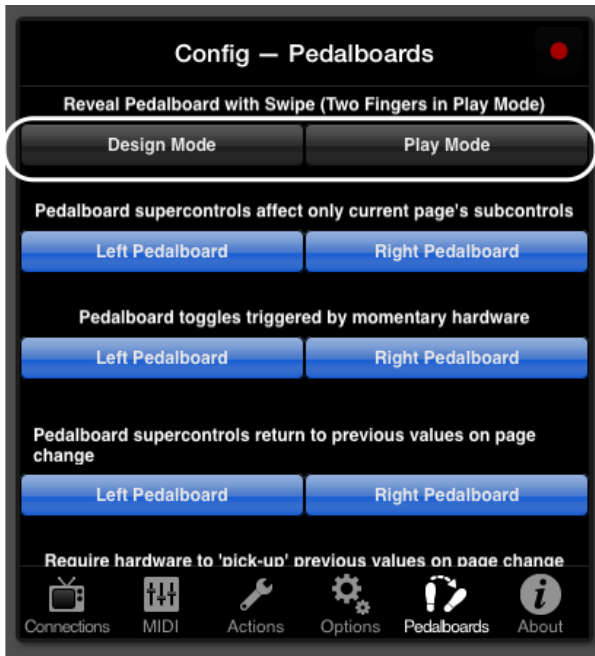 Config — Pedalboards
Reveal Pedalboard with Swipe (Two Fingers in Play Mode)
Design Mode Play Mode
Pedalboard supercontrols affect only current page's subcontrols
Left Pedalboard Right Pedalboard
Pedalboard toggles triggered by momentary hardware
Left Pedalboard Right Pedalboard
Pedalboard supercontrols return to previous values on page
change
Left Pedalboard Right Pedalboard
Require hardware to 'pick-up' previous values on page change
Connections MIDI Actions Options Pedalboards About